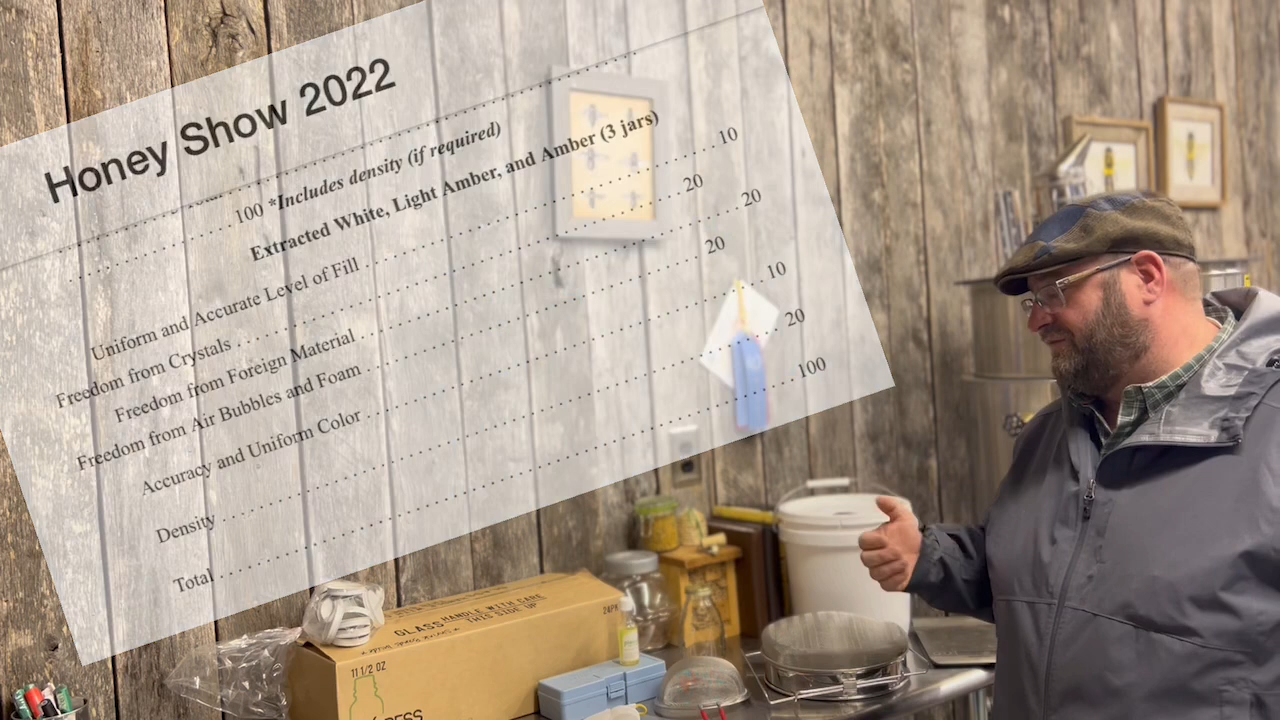 Honey Show 2022
100 *Includes density (if required)
Extracted White, Light Amber, and Amber (3 jars)
Uniform and Accurate Level of Fill . . . . . . . . . . 10
Freedom from Crystals . . . . . . . . . . 20
Freedom from Foreign Material . . . . . . . . . . 20
Freedom from Air Bubbles and Foam . . . . . . . . . . 20
Accuracy and Uniform Color . . . . . . . . . . 10
Density . . . . . . . . . . 20
Total . . . . . . . . . . 100
THIS SIDE UP
GLASS HANDLE WITH CARE
THIS SIDE UP
24PK
11 1/2 OZ